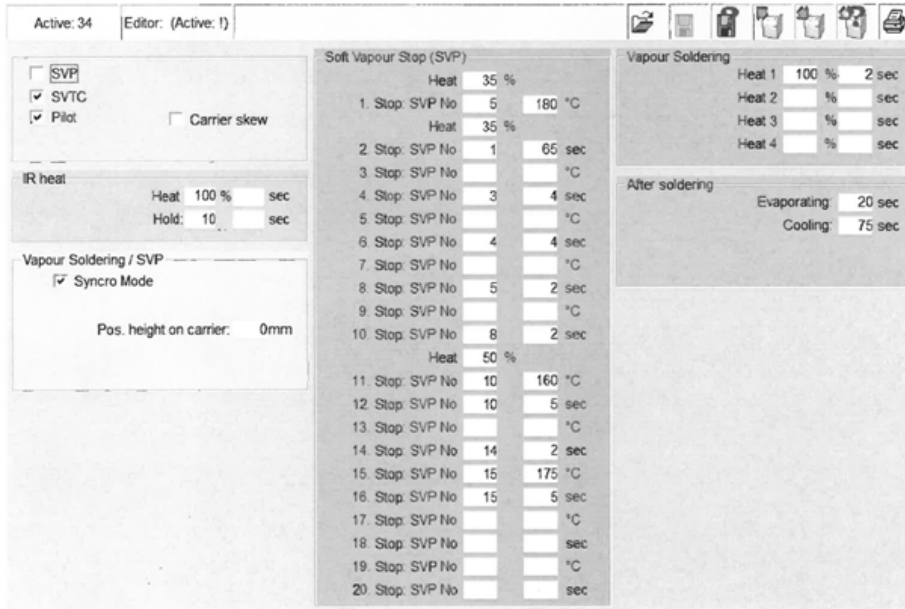 Active: 34
Editor: (Active: !)
SVP
SVTC
Pilot
Carrier skew
IR heat
Heat 100 % sec
Hold: 10 sec
Vapour Soldering / SVP
Syncro Mode
Pos. height on carrier: 0mm
Soft Vapour Stop (SVP)
Heat 35 %
1. Stop: SVP No 5 180 °C
Heat 35 %
2. Stop: SVP No 1 65 sec
3. Stop: SVP No °C
4. Stop: SVP No 3 4 sec
5. Stop: SVP No °C
6. Stop: SVP No 4 4 sec
7. Stop: SVP No °C
8. Stop: SVP No 5 2 sec
9. Stop: SVP No °C
10. Stop: SVP No 8 2 sec
Heat 50 %
11. Stop: SVP No 10 160 °C
12. Stop: SVP No 10 5 sec
13. Stop: SVP No °C
14. Stop: SVP No 14 2 sec
15. Stop: SVP No 15 175 °C
16. Stop: SVP No 15 5 sec
17. Stop: SVP No °C
18. Stop: SVP No sec
19. Stop: SVP No °C
20. Stop: SVP No sec
Vapour Soldering
Heat 1 100 % 2 sec
Heat 2 % sec
Heat 3 % sec
Heat 4 % sec
After soldering
Evaporating: 20 sec
Cooling: 75 sec